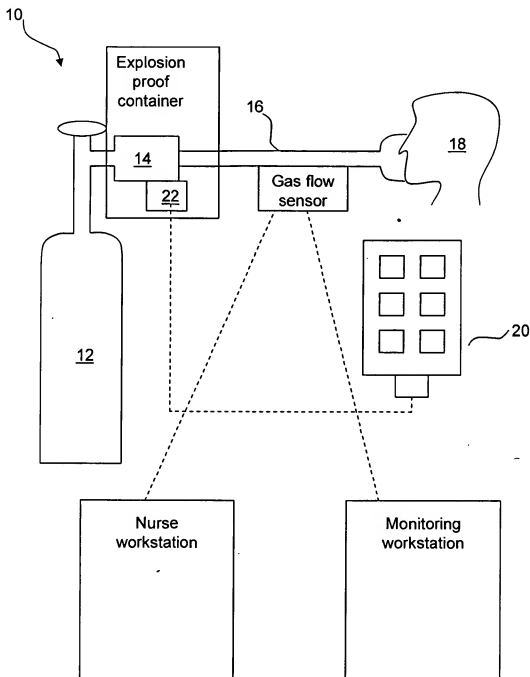 10
Explosion
proof
container
16
14
18
Gas flow
sensor
22
20
12
Nurse
workstation
Monitoring
workstation